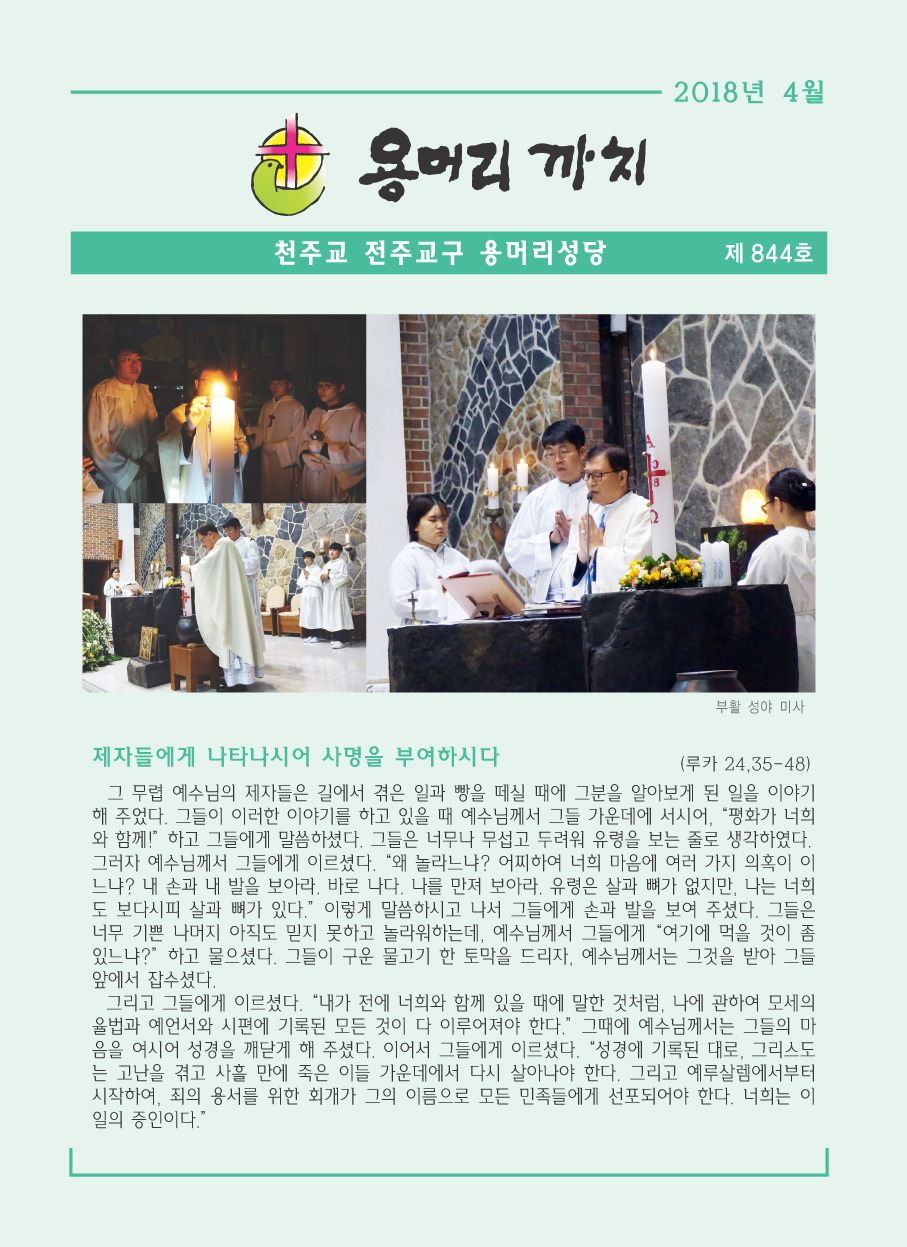 2018년 4월
용머리 까치
천주교 전주교구 용머리성당 제 844호
부활 성야 미사
제자들에게 나타나시어 사명을 부여하시다 (루카 24,35-48)
그 무렵 예수님의 제자들은 길에서 겪은 일과 빵을 떼실 때에 그분을 알아보게 된 일을 이야기
해 주었다. 그들이 이러한 이야기를 하고 있을 때 예수님께서 그들 가운데에 서시어, “평화가 너희
와 함께!” 하고 그들에게 말씀하셨다. 그들은 너무나 무섭고 두려워 유령을 보는 줄로 생각하였다.
그러자 예수님께서 그들에게 이르셨다. “왜 놀라느냐? 어찌하여 너희 마음에 여러 가지 의혹이 이
느냐? 내 손과 내 발을 보아라. 바로 나다. 나를 만져 보아라. 유령은 살과 뼈가 없지만, 나는 너희
도 보다시피 살과 뼈가 있다.” 이렇게 말씀하시고 나서 그들에게 손과 발을 보여 주셨다. 그들은
너무 기쁜 나머지 아직도 믿지 못하고 놀라워하는데, 예수님께서 그들에게 “여기에 먹을 것이 좀
있느냐?” 하고 물으셨다. 그들이 구운 물고기 한 토막을 드리자, 예수님께서는 그것을 받아 그들
앞에서 잡수셨다.
그리고 그들에게 이르셨다. “내가 전에 너희와 함께 있을 때에 말한 것처럼, 나에 관하여 모세의
율법과 예언서와 시편에 기록된 모든 것이 다 이루어져야 한다.” 그때에 예수님께서는 그들의 마
음을 여시어 성경을 깨닫게 해 주셨다. 이어서 그들에게 이르셨다. “성경에 기록된 대로, 그리스도
는 고난을 겪고 사흘 만에 죽은 이들 가운데에서 다시 살아나야 한다. 그리고 예루살렘에서부터
시작하여, 죄의 용서를 위한 회개가 그의 이름으로 모든 민족들에게 선포되어야 한다. 너희는 이
일의 증인이다.”